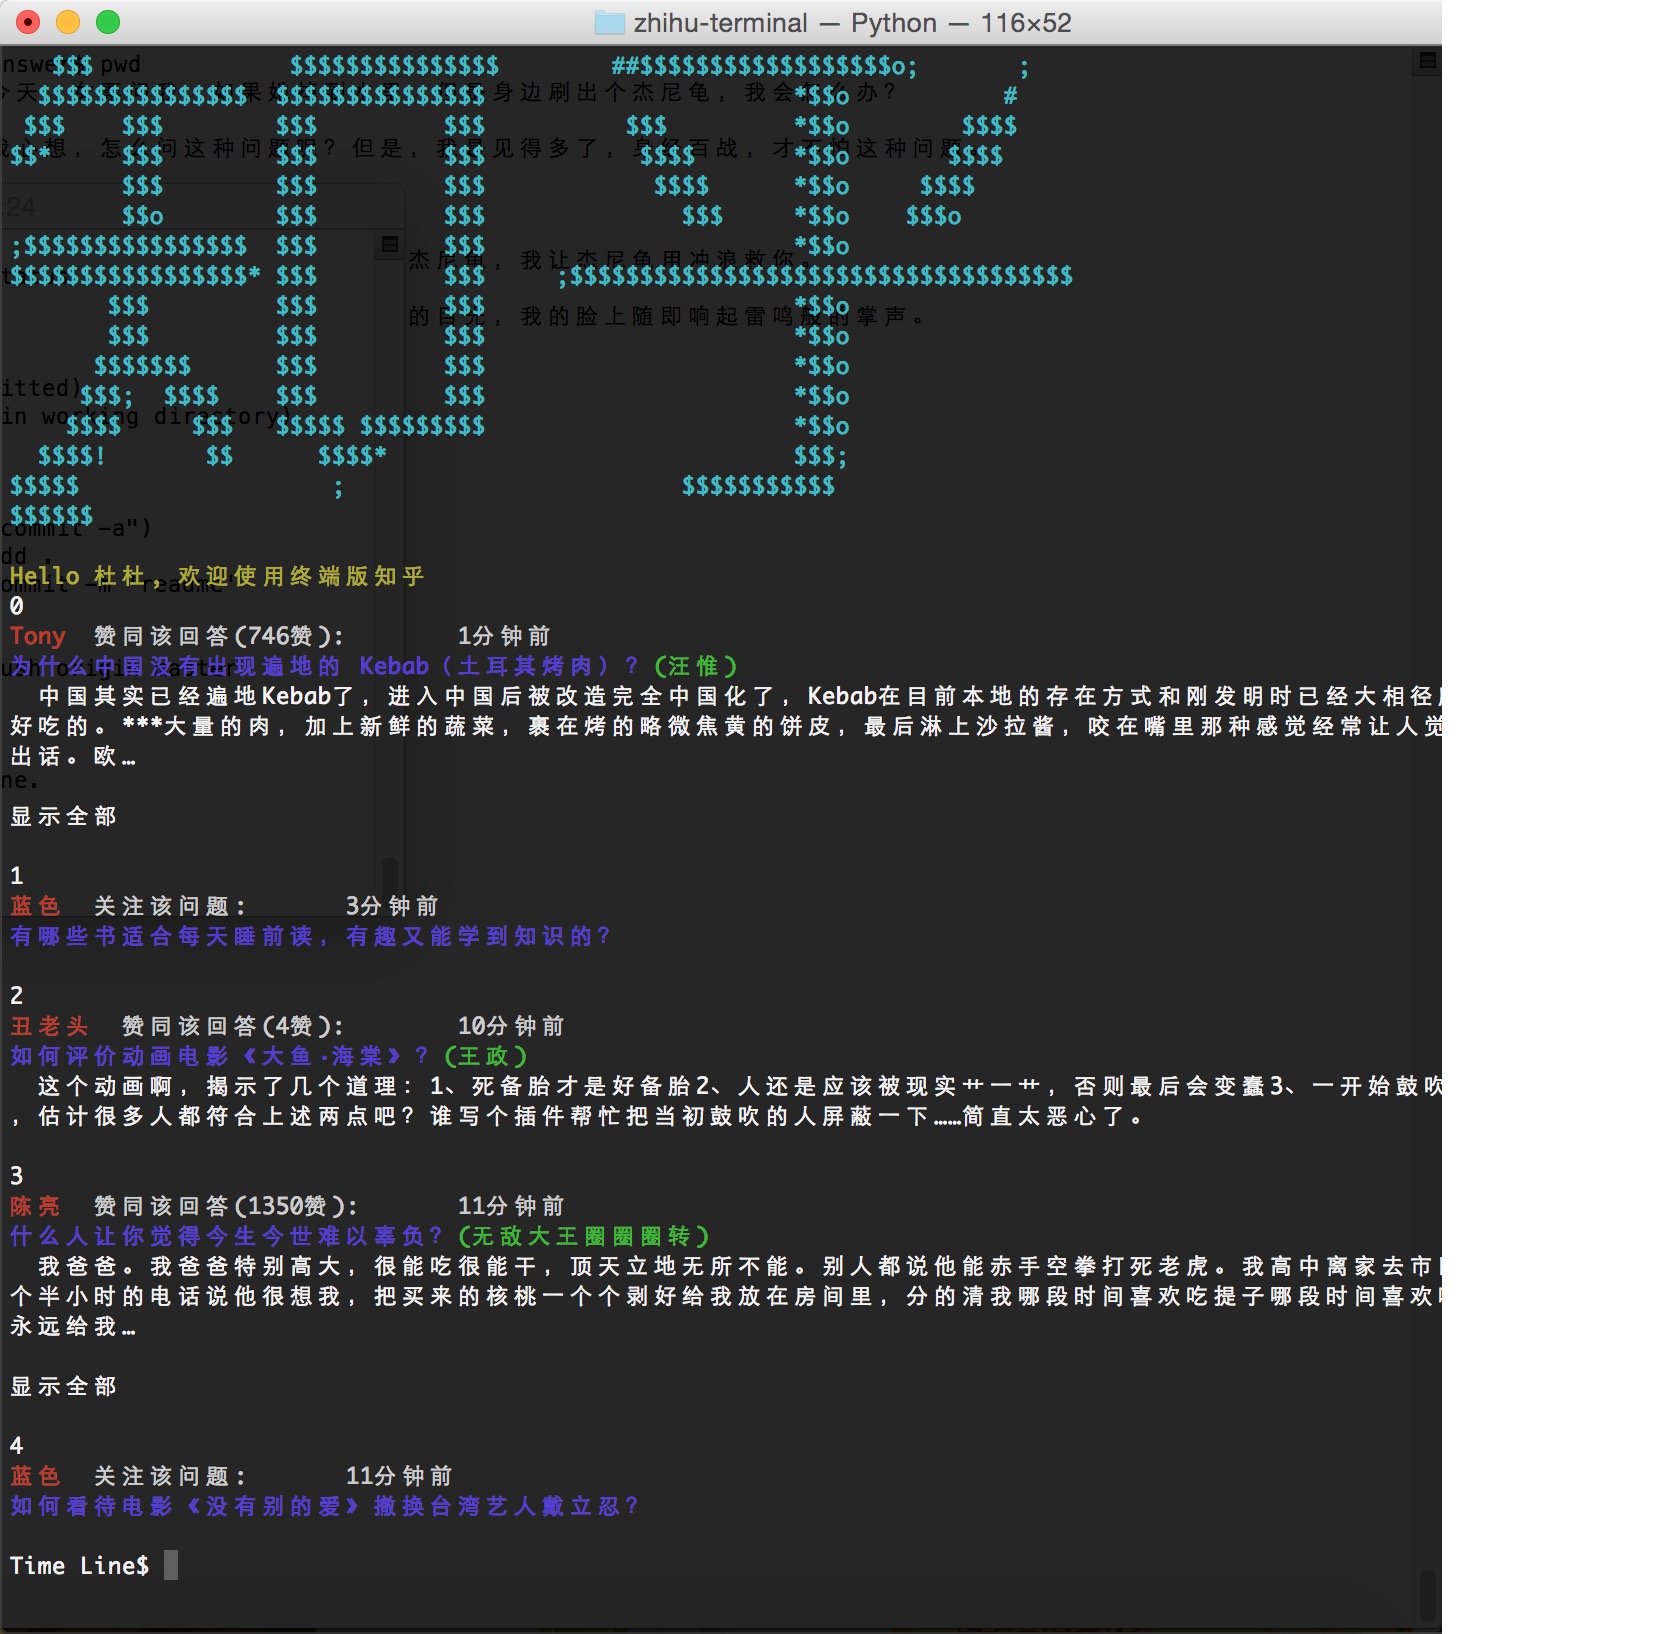 zhihu-terminal — Python — 116×52
Hello 杜杜，欢迎使用终端版知乎
0
Tony 赞同该回答(746赞): 1分钟前
为什么中国没有出现遍地的 Kebab（土耳其烤肉）？(汪惟)
中国其实已经遍地Kebab了，进入中国后被改造完全中国化了，Kebab在目前本地的存在方式和刚发明时已经大相径
好吃的。***大量的肉，加上新鲜的蔬菜，裹在烤的略微焦黄的饼皮，最后淋上沙拉酱，咬在嘴里那种感觉经常让人觉
出话。欧…
显示全部
1
蓝色 关注该问题: 3分钟前
有哪些书适合每天睡前读，有趣又能学到知识的？
2
丑老头 赞同该回答(4赞): 10分钟前
如何评价动画电影《大鱼·海棠》？(王政)
这个动画啊，揭示了几个道理：1、死备胎才是好备胎2、人还是应该被现实艹一艹，否则最后会变蠢3、一开始鼓吹
，估计很多人都符合上述两点吧？谁写个插件帮忙把当初鼓吹的人屏蔽一下……简直太恶心了。
3
陈亮 赞同该回答(1350赞): 11分钟前
什么人让你觉得今生今世难以辜负？(无敌大王圈圈圈转)
我爸爸。我爸爸特别高大，很能吃很能干，顶天立地无所不能。别人都说他能赤手空拳打死老虎。我高中离家去市
个半小时的电话说他很想我，把买来的核桃一个个剥好给我放在房间里，分的清我哪段时间喜欢吃提子哪段时间喜欢
永远给我…
显示全部
4
蓝色 关注该问题: 11分钟前
如何看待电影《没有别的爱》撤换台湾艺人戴立忍？
Time Line$